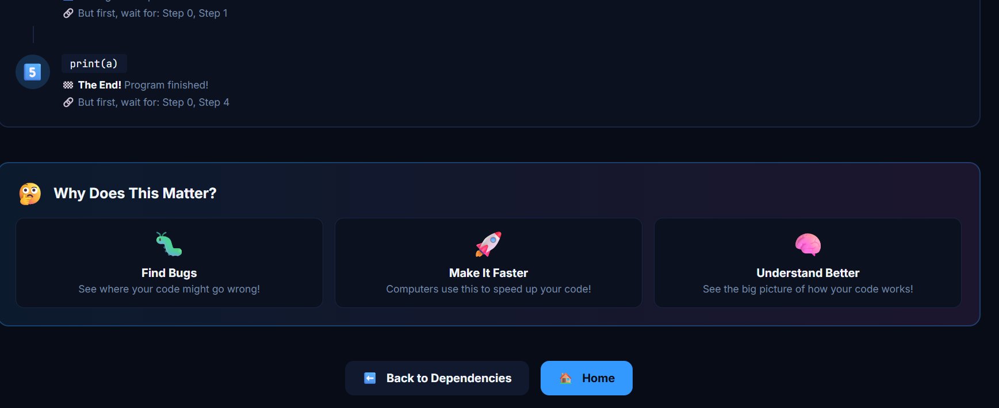 But first, wait for: Step 0, Step 1
5
print(a)
The End! Program finished!
But first, wait for: Step 0, Step 4
Why Does This Matter?
Find Bugs
See where your code might go wrong!
Make It Faster
Computers use this to speed up your code!
Understand Better
See the big picture of how your code works!
Back to Dependencies
Home